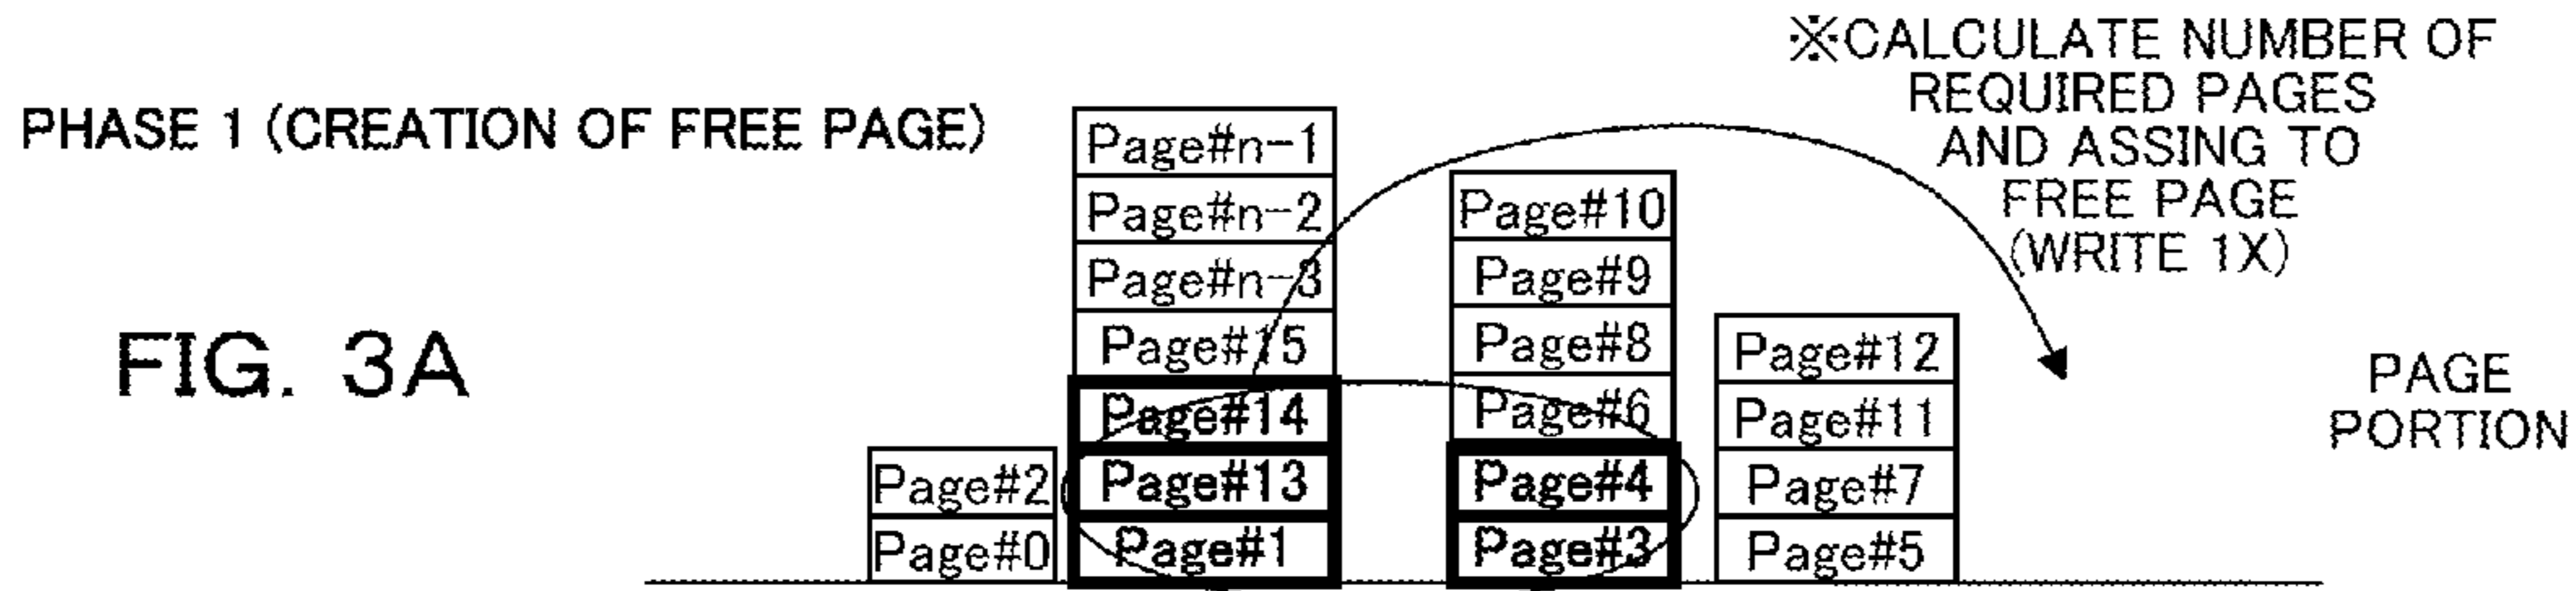 ※CALCULATE NUMBER OF
REQUIRED PAGES
AND ASSING TO
FREE PAGE
(WRITE 1X)
PHASE 1 (CREATION OF FREE PAGE)
FIG. 3A
Page#2
Page#0
Page#n-1
Page#n-2
Page#n-3
Page#15
Page#14
Page#13
Page#1
Page#10
Page#9
Page#8
Page#6
Page#4
Page#3
Page#12
Page#11
Page#7
Page#5
PAGE
PORTION